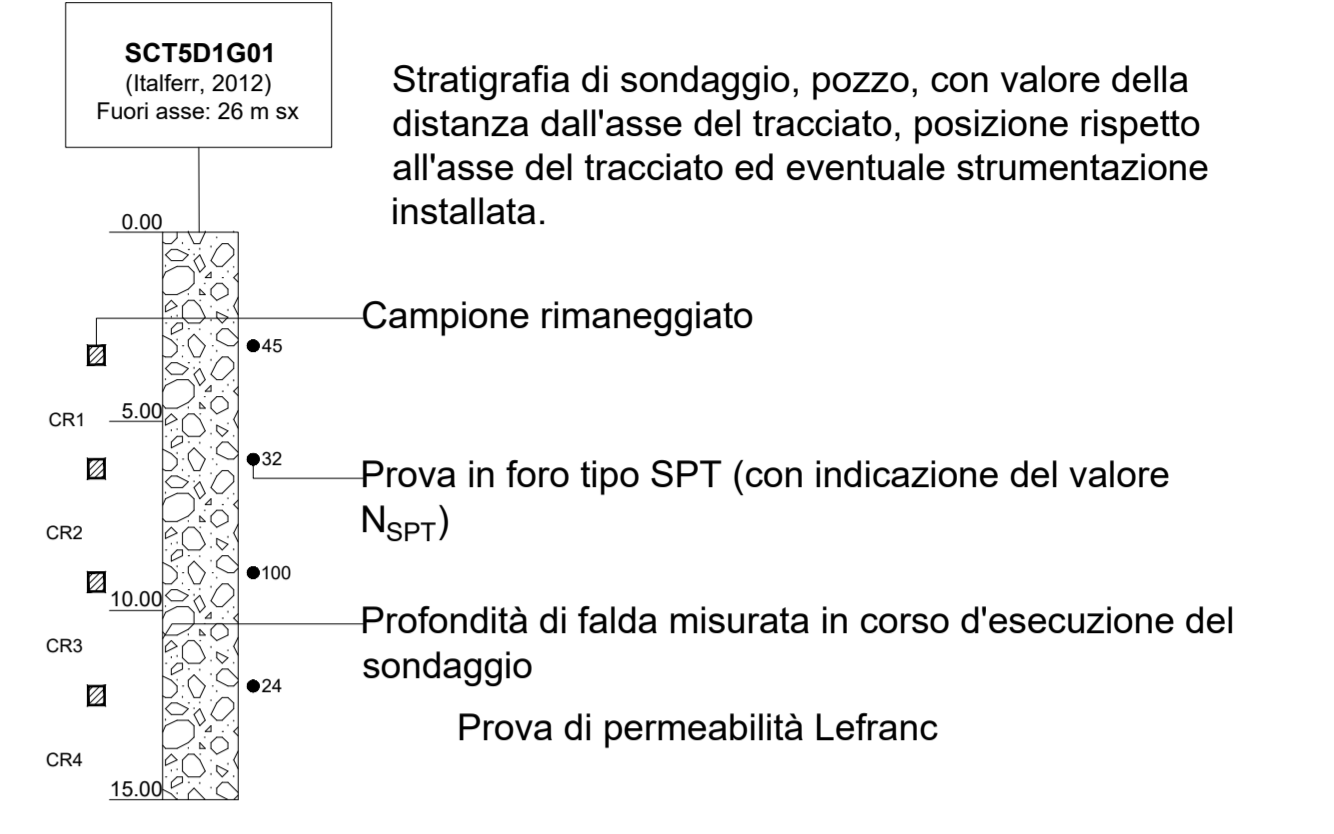 SCT5D1G01
(Italferr, 2012)
Fuori asse: 26 m sx
Stratigrafia di sondaggio, pozzo, con valore della
distanza dall'asse del tracciato, posizione rispetto
all'asse del tracciato ed eventuale strumentazione
installata.
0.00
Campione rimaneggiato
45
CR1
5.00
32
Prova in foro tipo SPT (con indicazione del valore
NSPT)
CR2
100
10.00
Profondità di falda misurata in corso d'esecuzione del
sondaggio
CR3
24
Prova di permeabilità Lefranc
CR4
15.00